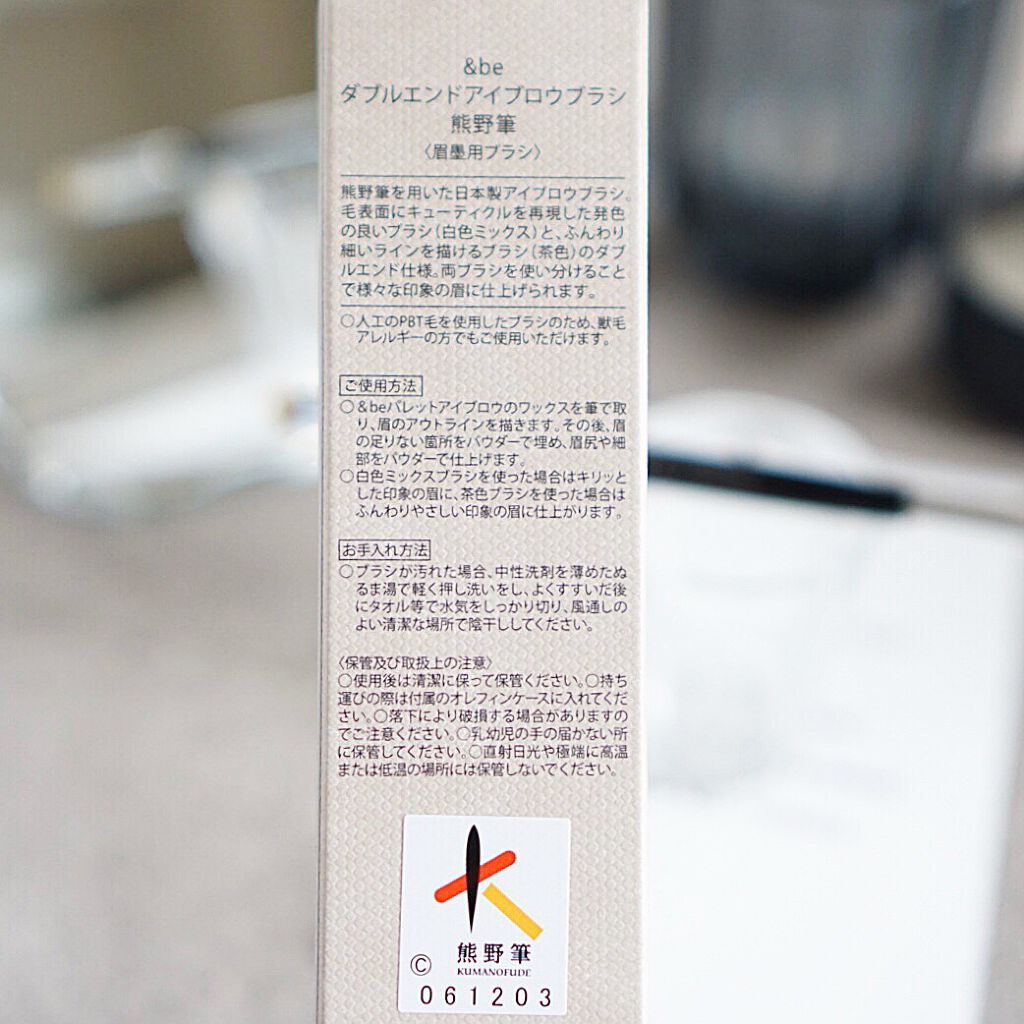 &be
ダブルエンドアイブロウブラシ
熊野筆
〈眉墨用ブラシ〉
熊野筆を用いた日本製アイブロウブラシ。
毛表面にキューティクルを再現した発色
の良いブラシ(白色ミックス)と、ふんわり
細いラインを描けるブラシ(茶色)のダブ
ルエンド仕様。両ブラシを使い分けること
で様々な印象の眉に仕上げられます。
○人工のPBT毛を使用したブラシのため、獣毛
アレルギーの方でもご使用いただけます。
ご使用方法
○&beパレットアイブロウのワックスを筆で取
り、眉のアウトラインを描きます。その後、眉
の足りない箇所をパウダーで埋め、眉尻や細
部をパウダーで仕上げます。
○白色ミックスブラシを使った場合はキリッと
した印象の眉に、茶色ブラシを使った場合は
ふんわりやさしい印象の眉に仕上がります。
お手入れ方法
○ブラシが汚れた場合、中性洗剤を薄めたぬ
るま湯で軽く押し洗いをし、よくすすいだ後
にタオル等で水気をしっかり切り、風通しの
よい清潔な場所で陰干ししてください。
〈保管及び取扱上の注意〉
○使用後は清潔に保って保管ください。○持ち
運びの際は付属のオレフィンケースに入れてくだ
さい。○落下により破損する場合がありますの
でご注意ください。○乳幼児の手の届かない所
に保管してください。○直射日光や極端に高温
または低温の場所には保管しないでください。
熊野筆
© KUMANOFUDE
061203